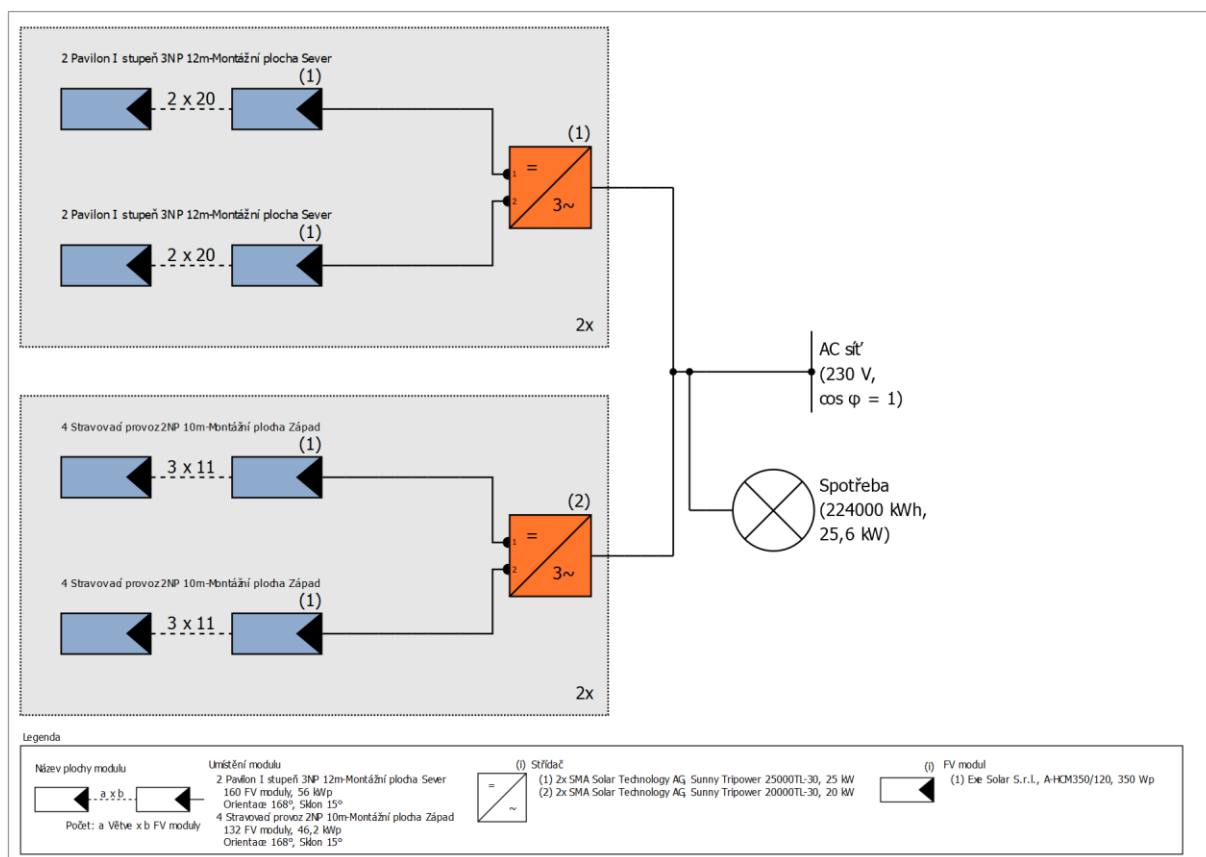 2 Pavilon I stupeň 3NP 12m-Montážní plocha Sever
(1)
2 x 20
(1)
1
=
2
3~
2 Pavilon I stupeň 3NP 12m-Montážní plocha Sever
(1)
2 x 20
2x
AC síť
(230 V,
cos φ = 1)
4 Stravovací provoz 2NP 10m-Montážní plocha Západ
(1)
3 x 11
Spotřeba
(224000 kWh,
25,6 kW)
(2)
1
=
2
3~
4 Stravovací provoz 2NP 10m-Montážní plocha Západ
(1)
3 x 11
2x
Legenda
Název plochy modulu
a x b
Počet: a Větve x b FV moduly
Umístění modulu
2 Pavilon I stupeň 3NP 12m-Montážní plocha Sever
160 FV moduly, 56 kWp
Orientace 168°, Sklon 15°
4 Stravovací provoz 2NP 10m-Montážní plocha Západ
132 FV moduly, 46,2 kWp
Orientace 168°, Sklon 15°
(i) Střídač
=
~
(1) 2x SMA Solar Technology AG, Sunny Tripower 25000TL-30, 25 kW
(2) 2x SMA Solar Technology AG, Sunny Tripower 20000TL-30, 20 kW
(i) FV modul
(1) Exe Solar S.r.l., A-HCM350/120, 350 Wp